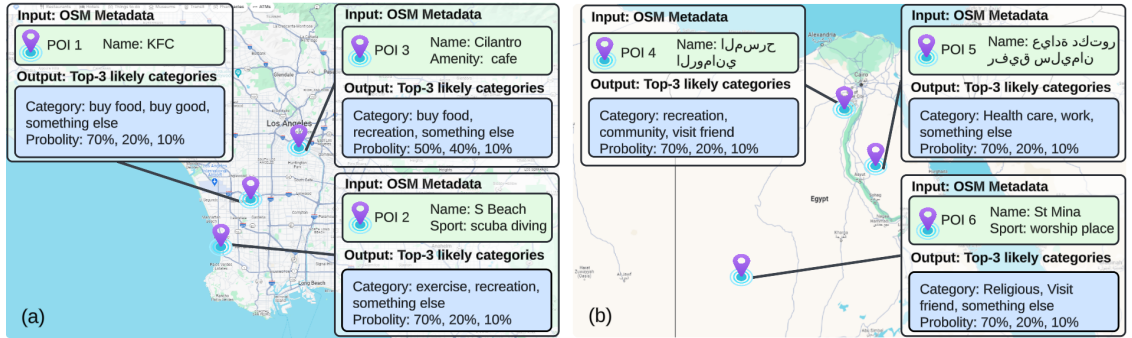 Input: OSM Metadata
POI 1
Name: KFC
Output: Top-3 likely categories
Category: buy food, buy good,
something else
Probolity: 70%, 20%, 10%
Input: OSM Metadata
POI 3
Name: Cilantro
Amenity: cafe
Output: Top-3 likely categories
Category: buy food,
recreation, something else
Probolity: 50%, 40%, 10%
Input: OSM Metadata
POI 2
Name: S Beach
Sport: scuba diving
Output: Top-3 likely categories
Category: exercise, recreation,
something else
Probolity: 70%, 20%, 10%
Los Angeles
Long Beach
(a)
Input: OSM Metadata
POI 4
Name: المسرح
الروماني
Output: Top-3 likely categories
Category: recreation,
community, visit friend
Probolity: 70%, 20%, 10%
Input: OSM Metadata
POI 5
Name: عيادة دكتور
رفيق سليمان
Output: Top-3 likely categories
Category: Health care, work,
something else
Probolity: 70%, 20%, 10%
Input: OSM Metadata
POI 6
Name: St Mina
Sport: worship place
Output: Top-3 likely categories
Category: Religious, Visit
friend, something else
Probolity: 70%, 20%, 10%
Alexandria
Cairo
Egypt
(b)